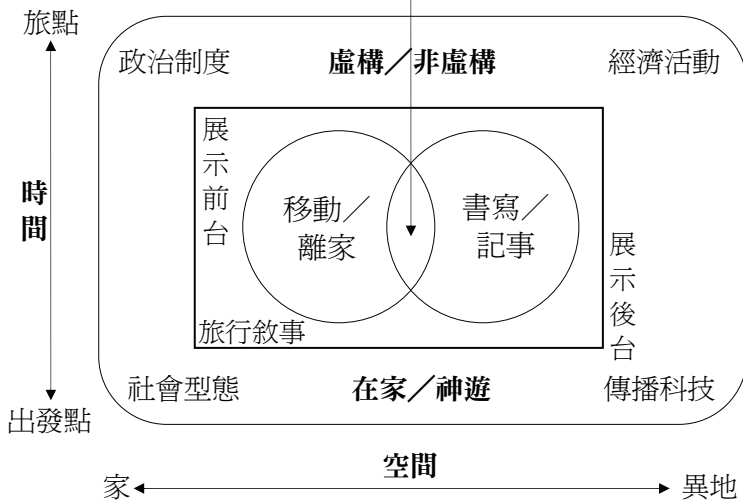 旅點
政治制度
虛構／非虛構
經濟活動
展示前台
移動／
離家
書寫／
記事
時間
展示後台
旅行敘事
社會型態
在家／神遊
傳播科技
出發點
空間
家
異地